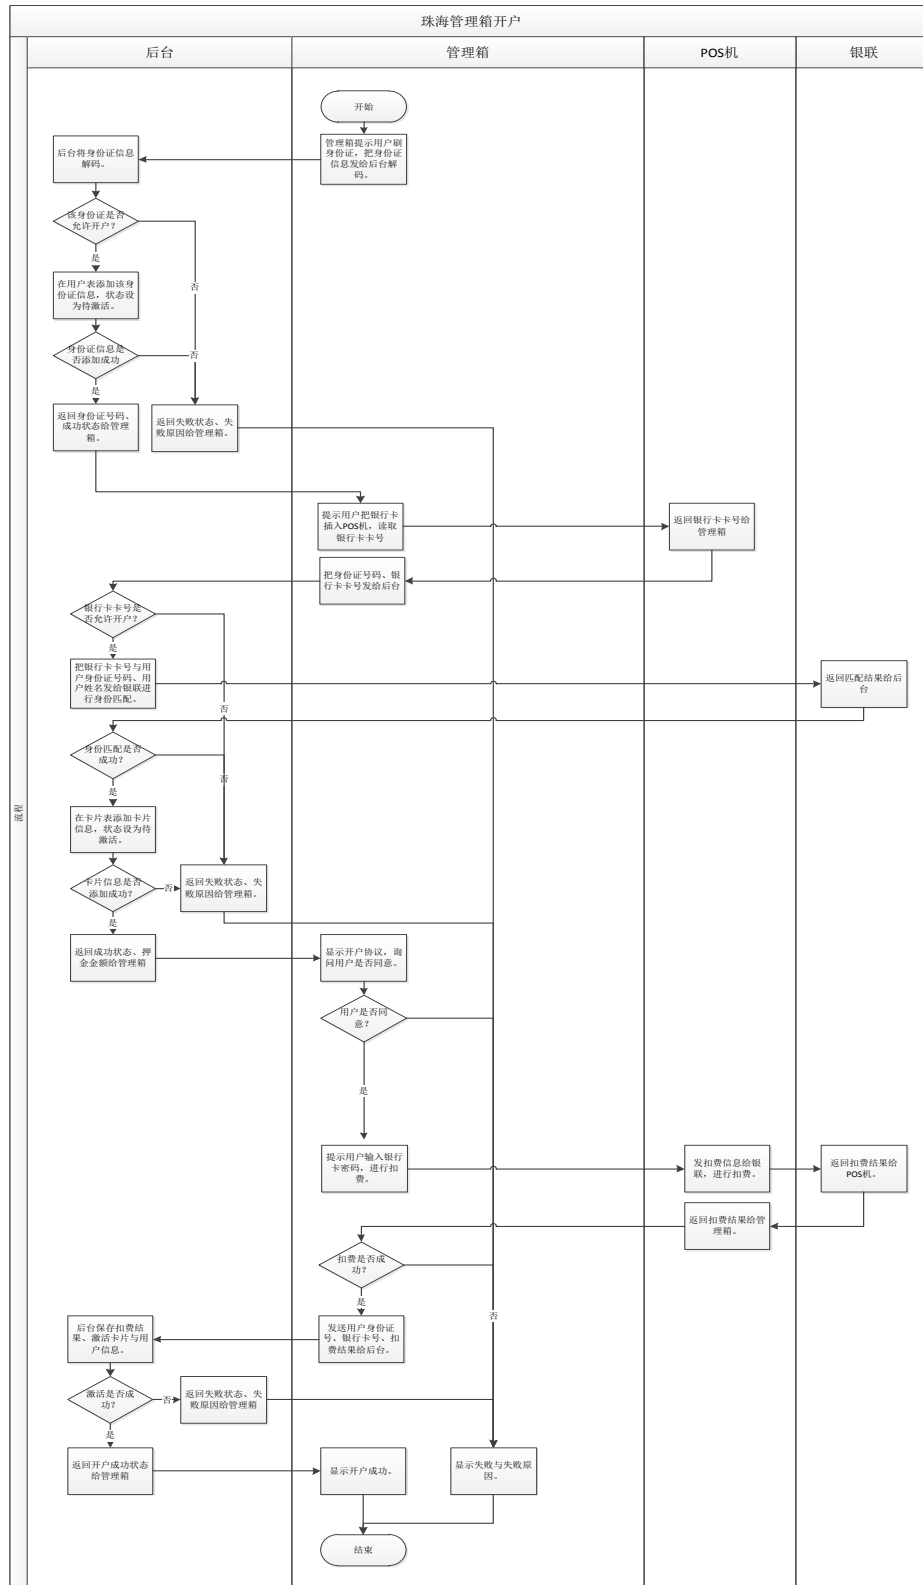 珠海管理箱开户
后台
管理箱
POS机
银联
流程
开始
管理箱提示用户刷
身份证，把身份证
信息发给后台解
码。
后台将身份证信息
解码。
该身份证是否
允许开户？
是
否
在用户表添加该身
份证信息，状态设
为待激活。
身份证信息是
否添加成功
否
是
返回身份证号码、
成功状态给管理
箱。
返回失败状态、失
败原因给管理箱。
提示用户把银行卡
插入POS机，读取
银行卡卡号
返回银行卡卡号给
管理箱
把身份证号码、银
行卡卡号发给后台
银行卡卡号是
否允许开户？
是
否
把银行卡卡号与用
户身份证号码、用
户姓名发给银联进
行身份匹配。
返回匹配结果给后
台
身份匹配是否
成功？
是
否
在卡片表添加卡片
信息，状态设为待
激活。
卡片信息是否
添加成功？
否
是
返回失败状态、失
败原因给管理箱。
返回成功状态、押
金金额给管理箱
显示开户协议，询
问用户是否同意。
用户是否同
意？
是
提示用户输入银行
卡密码，进行扣
费。
发扣费信息给银
联，进行扣费。
返回扣费结果给
POS机。
返回扣费结果给管
理箱。
扣费是否成
功？
是
否
发送用户身份证
号、银行卡号、扣
费结果给后台。
后台保存扣费结
果、激活卡片与用
户信息。
激活是否成
功？
否
是
返回失败状态、失
败原因给管理箱
返回开户成功状态
给管理箱
显示开户成功。
显示失败与失败原
因。
结束